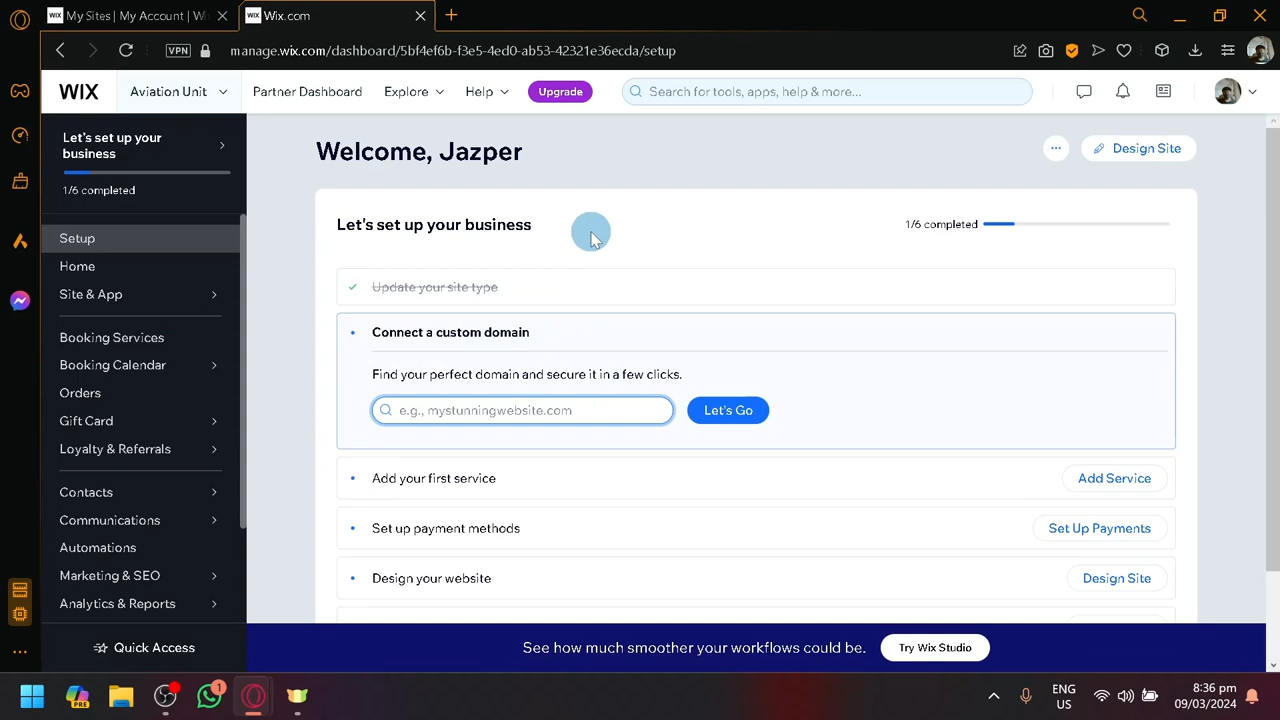 My Sites | My Account | Wi
Wix.com
VPN
manage.wix.com/dashboard/5bf4ef6b-f3e5-4ed0-ab53-42321e36ecda/setup
WIX
Aviation Unit
Partner Dashboard
Explore
Help
Upgrade
Search for tools, apps, help & more...
Let's set up your
business
1/6 completed
Setup
Home
Site & App
Booking Services
Booking Calendar
Orders
Gift Card
Loyalty & Referrals
Contacts
Communications
Automations
Marketing & SEO
Analytics & Reports
Quick Access
Welcome, Jazper
Design Site
Let's set up your business
1/6 completed
Update your site type
Connect a custom domain
Find your perfect domain and secure it in a few clicks.
e.g., mystunningwebsite.com
Let's Go
Add your first service
Add Service
Set up payment methods
Set Up Payments
Design your website
Design Site
See how much smoother your workflows could be.
Try Wix Studio
PRE
1
ENG
US
8:36 pm
09/03/2024